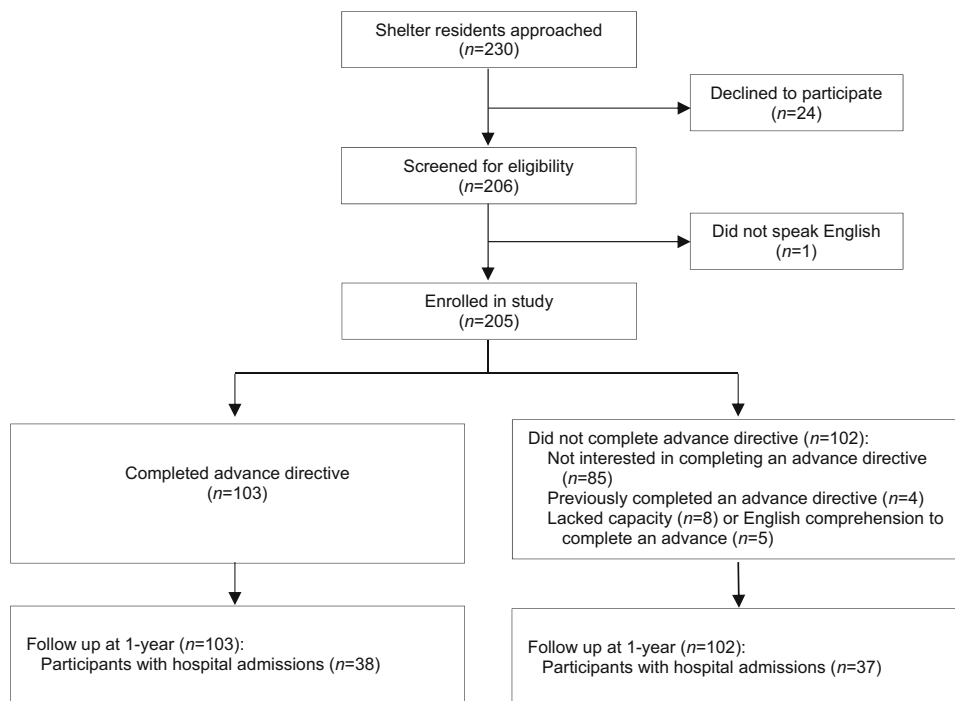 Shelter residents approached
(n=230)
Declined to participate
(n=24)
Screened for eligibility
(n=206)
Did not speak English
(n=1)
Enrolled in study
(n=205)
Completed advance directive
(n=103)
Did not complete advance directive (n=102):
Not interested in completing an advance directive
(n=85)
Previously completed an advance directive (n=4)
Lacked capacity (n=8) or English comprehension to
complete an advance (n=5)
Follow up at 1-year (n=103):
Participants with hospital admissions (n=38)
Follow up at 1-year (n=102):
Participants with hospital admissions (n=37)